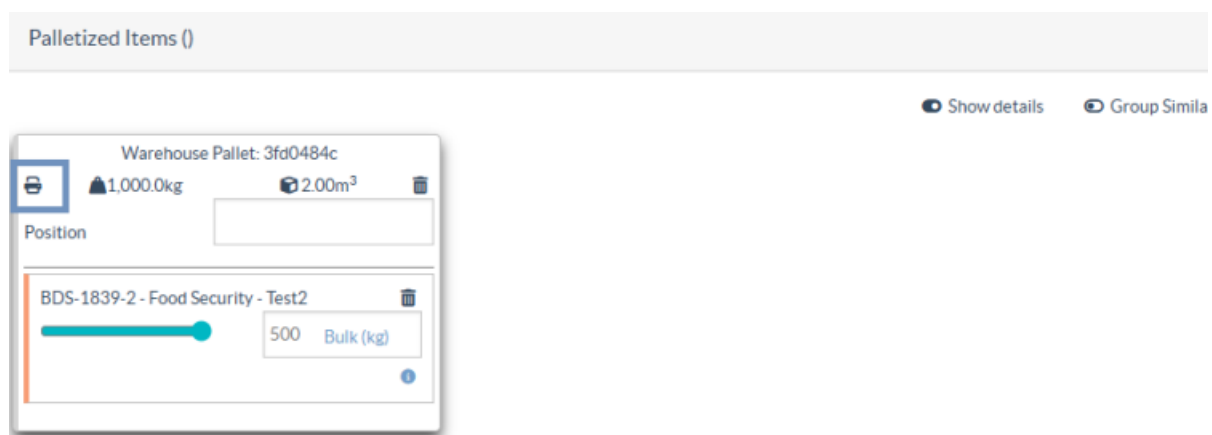 Palletized Items ()
Show details Group Simila
Warehouse Pallet: 3fd0484c
1,000.0kg 2.00m³
Position
BDS-1839-2 - Food Security - Test2
500 Bulk (kg)